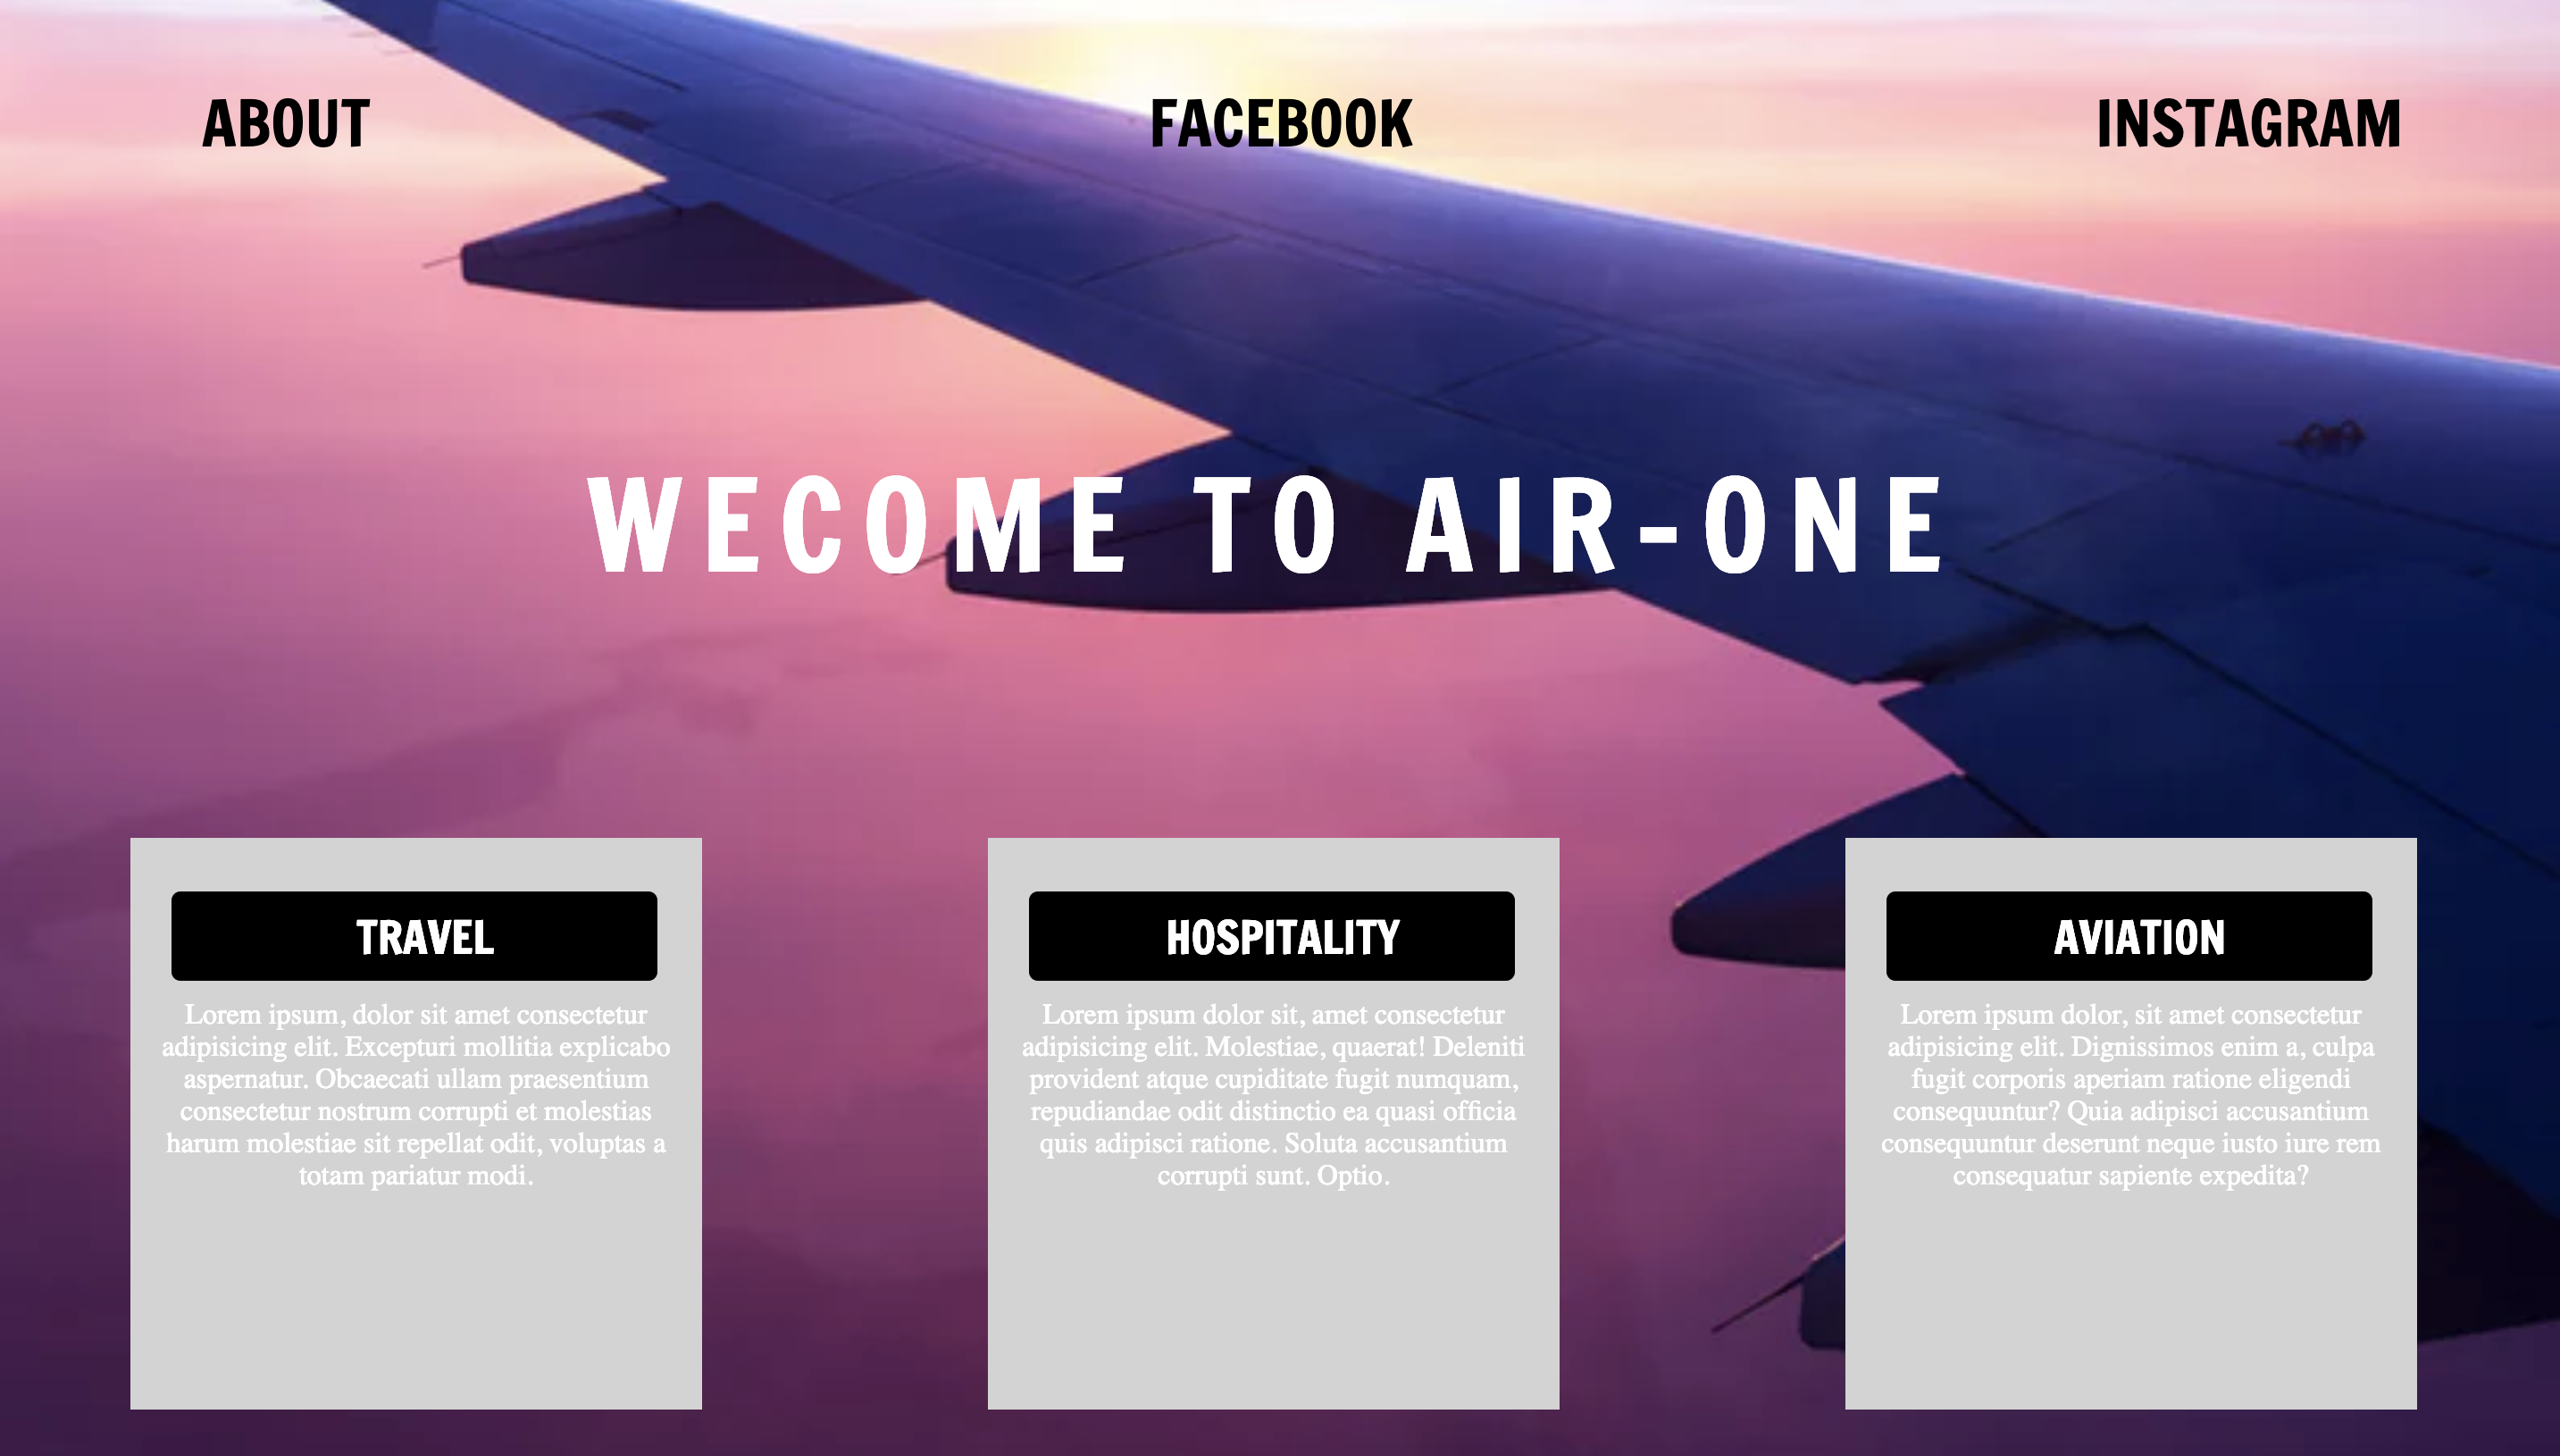 ABOUT
FACEBOOK
INSTAGRAM
WECOME TO AIR-ONE
TRAVEL
Lorem ipsum, dolor sit amet consectetur
adipisicing elit. Excepturi mollitia explicabo
aspernatur. Obcaecati ullam praesentium
consectetur nostrum corrupti et molestias
harum molestiae sit repellat odit, voluptas a
totam pariatur modi.
HOSPITALITY
Lorem ipsum dolor sit, amet consectetur
adipisicing elit. Molestiae, quaerat! Deleniti
provident atque cupiditate fugit numquam,
repudiandae odit distinctio ea quasi officia
quis adipisci ratione. Soluta accusantium
corrupti sunt. Optio.
AVIATION
Lorem ipsum dolor, sit amet consectetur
adipisicing elit. Dignissimos enim a, culpa
fugit corporis aperiam ratione eligendi
consequuntur? Quia adipisci accusantium
consequuntur deserunt neque iusto iure rem
consequatur sapiente expedita?